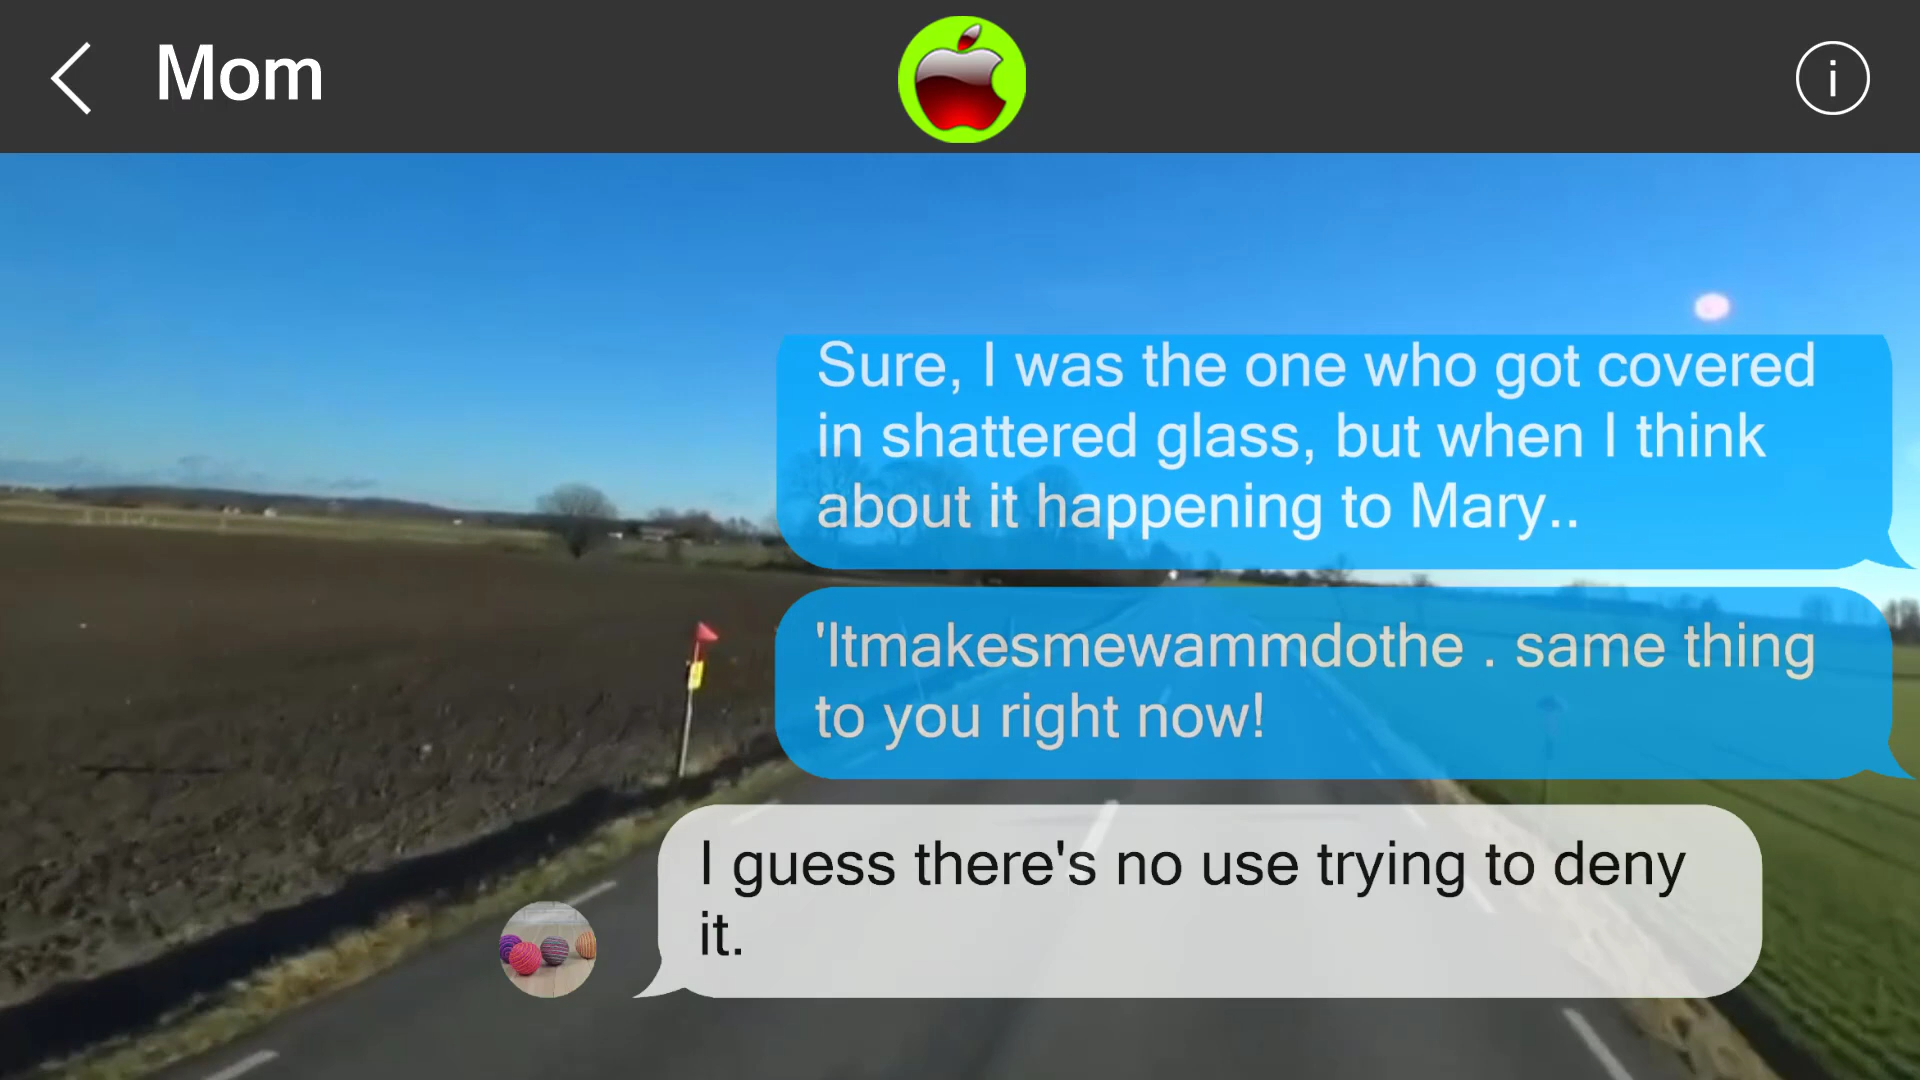 Mom
Sure, I was the one who got covered
in shattered glass, but when I think
about it happening to Mary..
'Itmakesmewammdothe . same thing
to you right now!
I guess there's no use trying to deny
it.